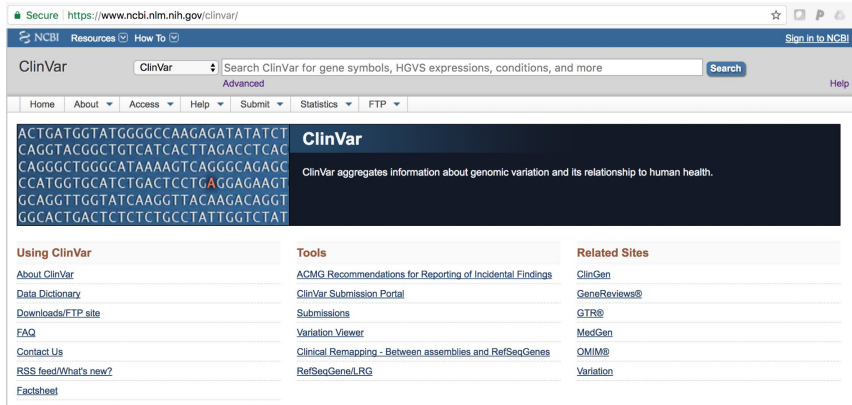 Secure https://www.ncbi.nlm.nih.gov/clinvar/
NCBI Resources How To Sign in to NCBI
ClinVar ClinVar Search ClinVar for gene symbols, HGVS expressions, conditions, and more Search
Advanced Help
Home About Access Help Submit Statistics FTP
ACTGATGGTATGGGGCCAAGAGATATATCT
CAGGTACGGCTGTCATCACTTAGACCTCAC
CAGGGCTGGGCATAAAAGTCAGGGCAGAGC
CCATGGTGCATCTGACTCCTGAGGAGAAGT
GCAGGTTGGTATCAAGGTTACAAGACAGGT
GGCACTGACTCTCTCTGCCTATTGGTCTAT
ClinVar
ClinVar aggregates information about genomic variation and its relationship to human health.
Using ClinVar
About ClinVar
Data Dictionary
Downloads/FTP site
FAQ
Contact Us
RSS feed/What's new?
Factsheet
Tools
ACMG Recommendations for Reporting of Incidental Findings
ClinVar Submission Portal
Submissions
Variation Viewer
Clinical Remapping - Between assemblies and RefSeqGenes
RefSeqGene/LRG
Related Sites
ClinGen
GeneReviews®
GTR®
MedGen
OMIM®
Variation